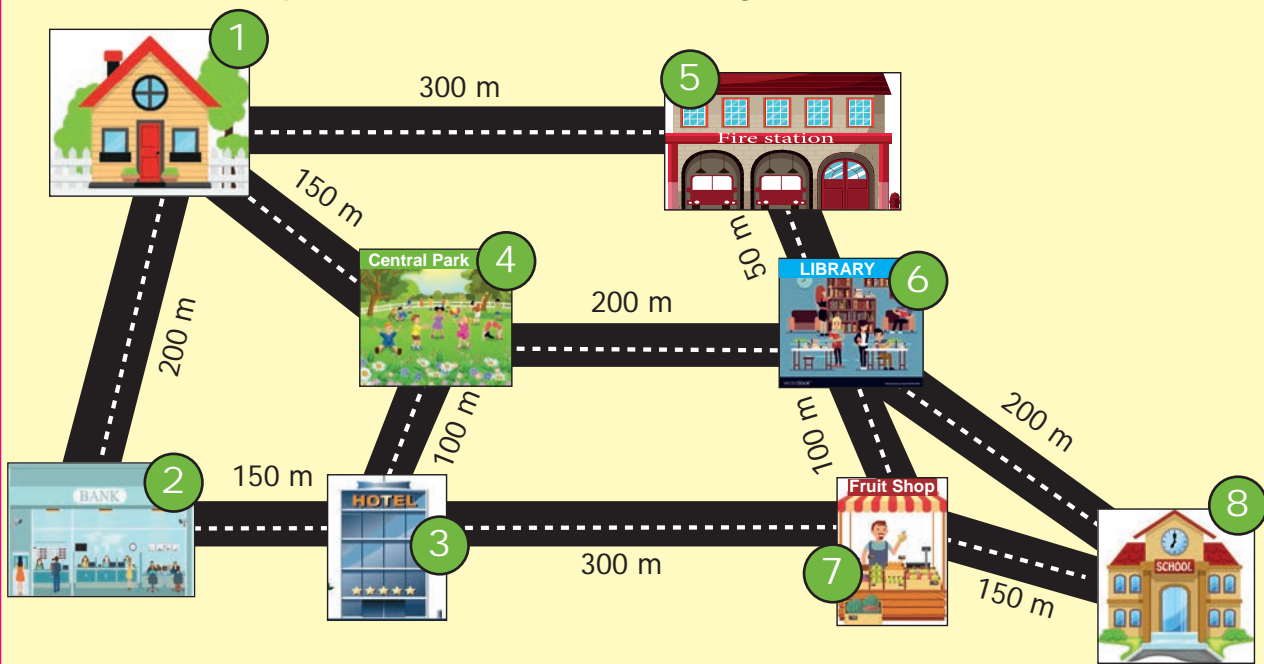 1
300 m
5
Fire station
150 m
Central Park
4
50 m
LIBRARY
6
200 m
200 m
100 m
100 m
200 m
BANK
2
150 m
HOTEL
3
300 m
Fruit Shop
7
150 m
SCHOOL
8